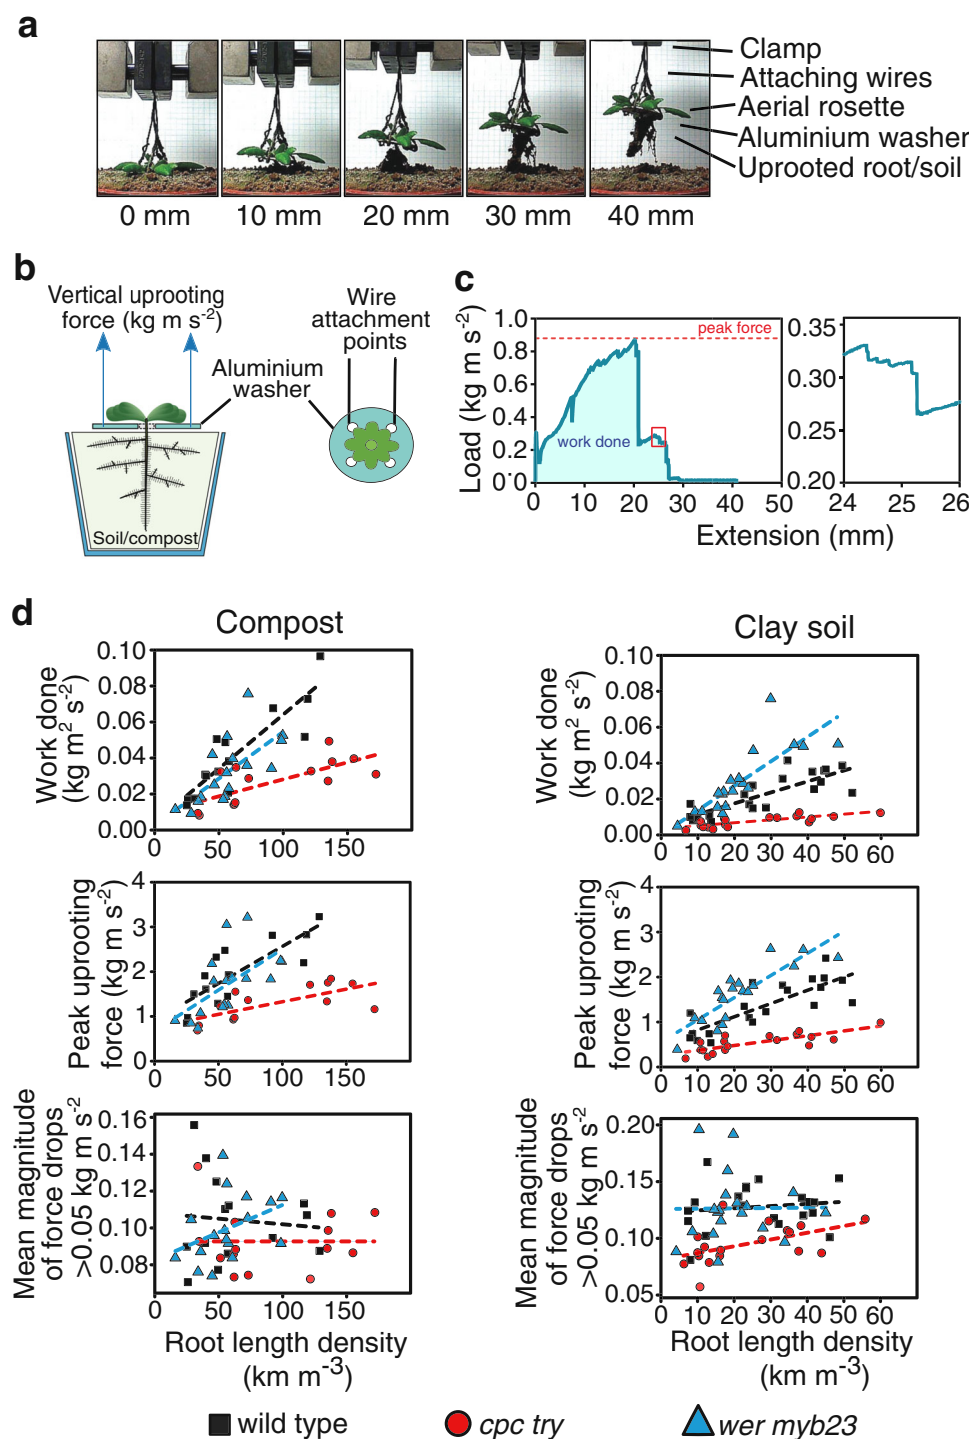 a
Clamp
Attaching wires
Aerial rosette
Aluminium washer
Uprooted root/soil
0 mm
10 mm
20 mm
30 mm
40 mm
b
Vertical uprooting
force (kg m s⁻²)
Wire
attachment
points
Aluminium
washer
Soil/compost
c
Load (kg m s⁻²)
1.0
0.8
0.6
0.4
0.2
0.0
peak force
work done
0 10 20 30 40 50
0.35
0.30
0.25
0.20
24 25 26
Extension (mm)
d
Compost
Work done
(kg m² s⁻²)
0.10
0.08
0.06
0.04
0.02
0.00
0 50 100 150
Clay soil
Work done
(kg m² s⁻²)
0.10
0.08
0.06
0.04
0.02
0.00
0 10 20 30 40 50 60
Peak uprooting
force (kg m s⁻²)
4
3
2
1
0
0 50 100 150
Peak uprooting
force (kg m s⁻²)
4
3
2
1
0
0 10 20 30 40 50 60
Mean magnitude
of force drops
>0.05 kg m s⁻²
0.16
0.14
0.12
0.10
0.08
0 50 100 150
Root length density
(km m⁻³)
Mean magnitude
of force drops
>0.05 kg m s⁻²
0.20
0.15
0.10
0.05
0 10 20 30 40 50 60
Root length density
(km m⁻³)
wild type
cpc try
wer myb23